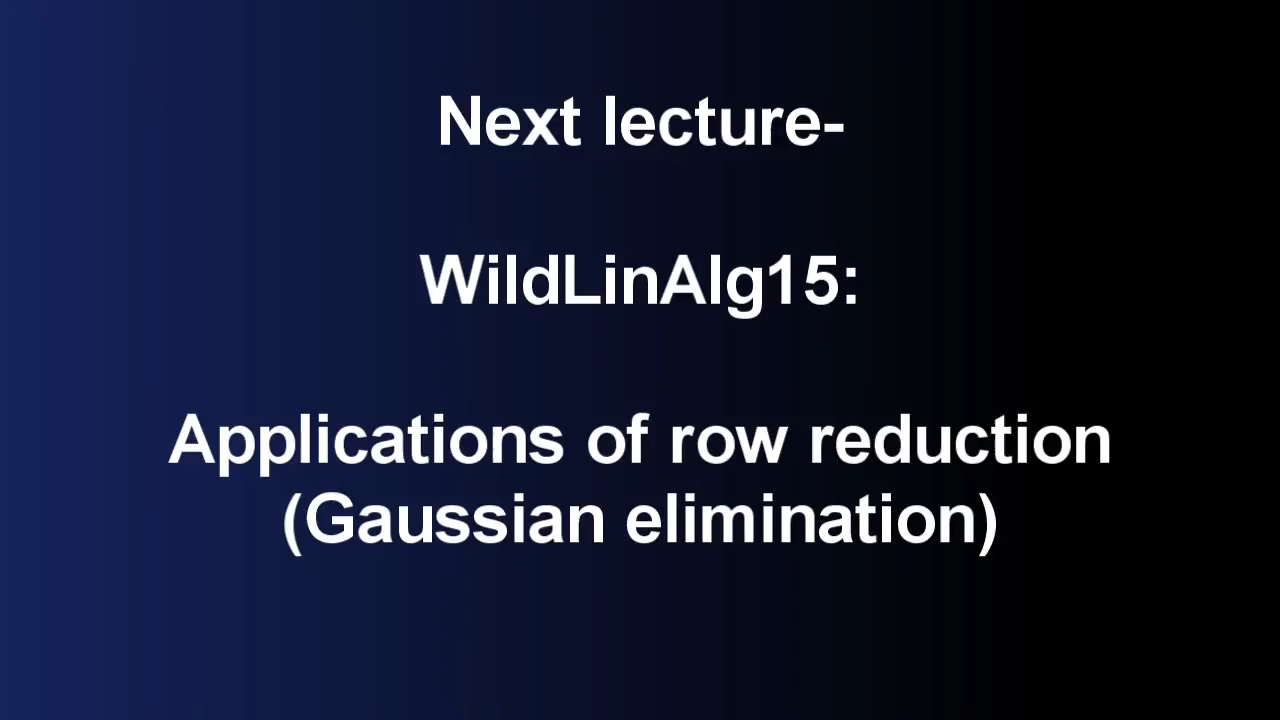 Next lecture-
WildLinAlg15:
Applications of row reduction
(Gaussian elimination)